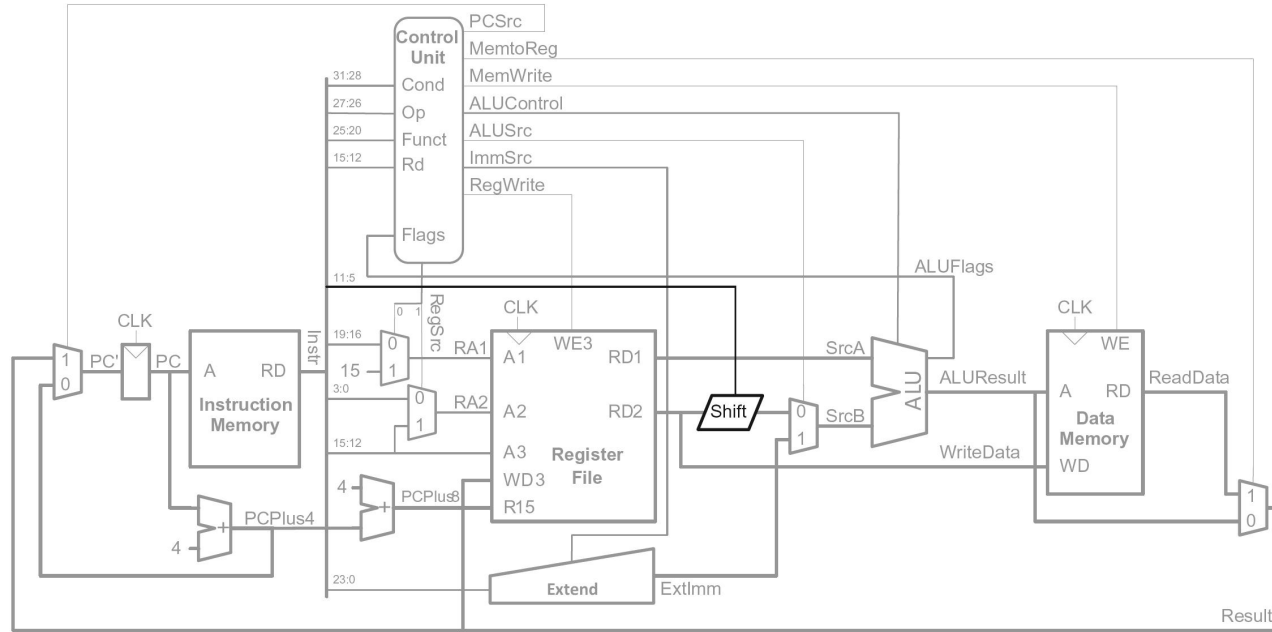 PCSrc
Control
Unit
MemtoReg
MemWrite
31:28
Cond
27:26
Op
ALUControl
25:20
Funct
ALUSrc
15:12
Rd
ImmSrc
RegWrite
Flags
ALUFlags
11:5
RegSrc
0 1
CLK
CLK
CLK
19:16
0
RA1
A1
WE3
RD1
SrcA
WE
1
PC'
PC
Instr
15
1
0
A
RD
3:0
0
RA2
A2
RD2
Shift
0
SrcB
ALU
ALUResult
A
RD
ReadData
Instruction
Memory
1
1
Data
Memory
15:12
A3
Register
File
WriteData
WD
4
PCPlus8
WD3
R15
1
0
PCPlus4
+
+
4
23:0
Extend
ExtImm
Result